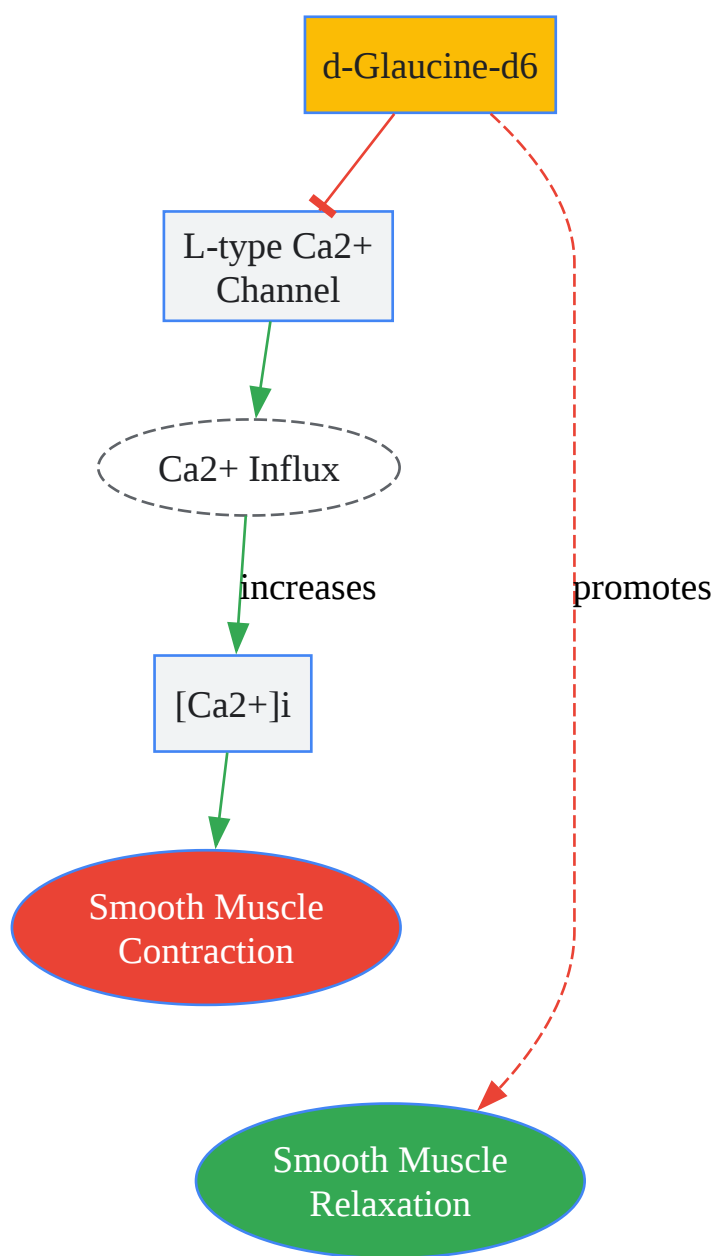 d-Glaucine-d6
L-type Ca2+
Channel
Ca2+ Influx
increases
promotes
[Ca2+]i
Smooth Muscle
Contraction
Smooth Muscle
Relaxation